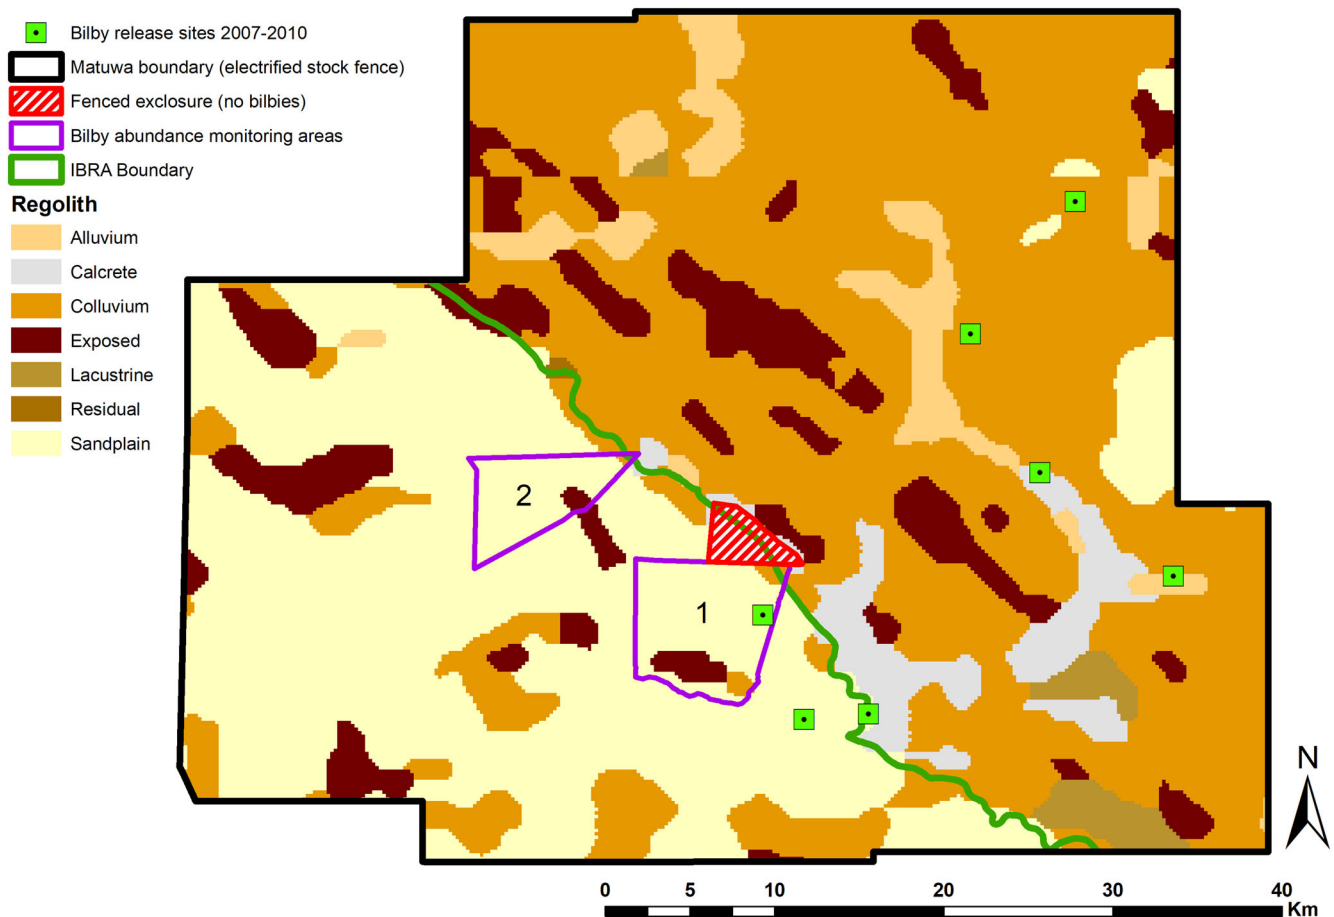 Bilby release sites 2007-2010
Matuwa boundary (electrified stock fence)
Fenced exclosure (no bilbies)
Bilby abundance monitoring areas
IBRA Boundary
Regolith
Alluvium
Calcrete
Colluvium
Exposed
Lacustrine
Residual
Sandplain
2
1
N
0 5 10 20 30 40
Km